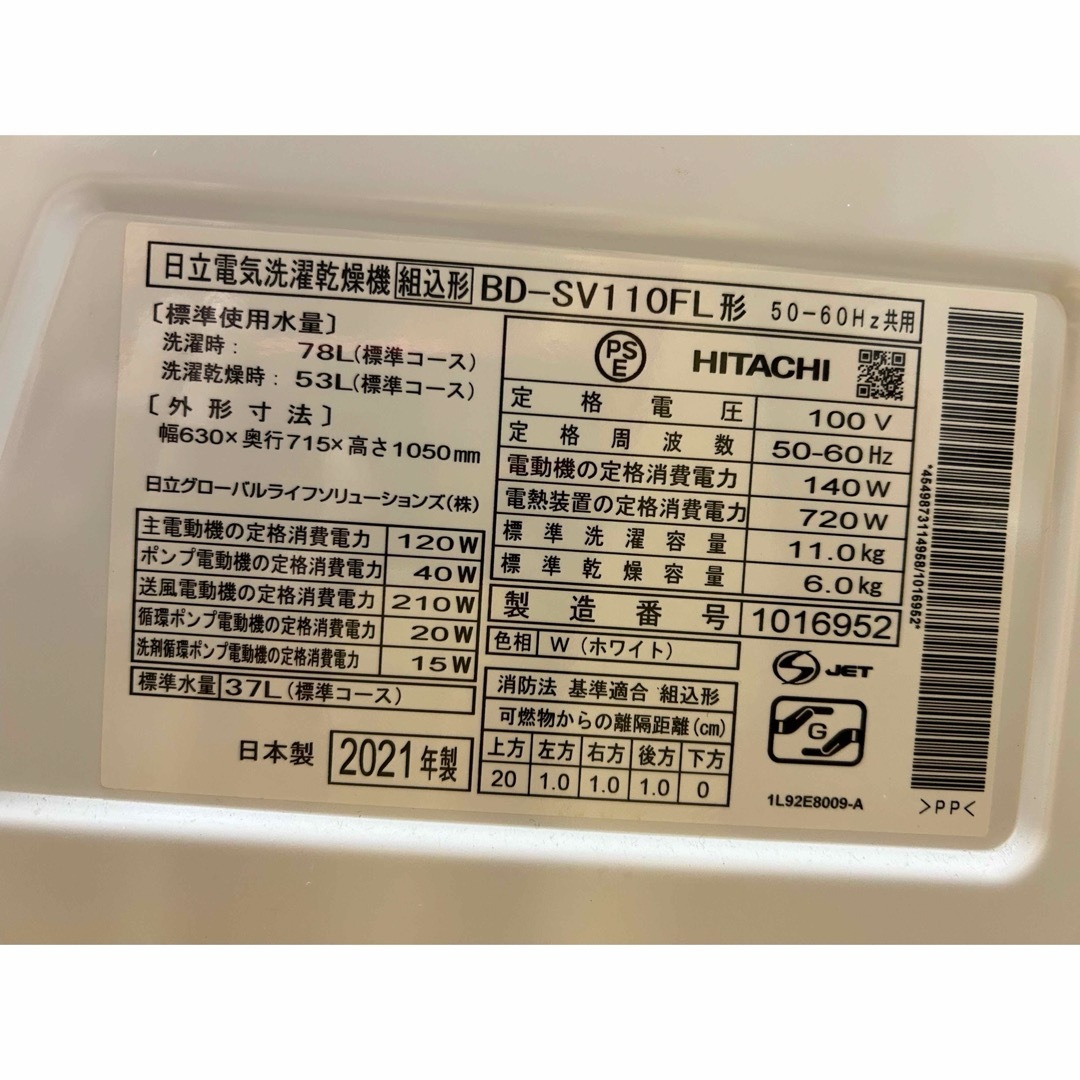 日立電気洗濯乾燥機 組込形 BD-SV110FL形 50-60Hz共用
〔標準使用水量〕
洗濯時: 78L(標準コース)
洗濯乾燥時: 53L(標準コース)
〔外形寸法〕
幅630×奥行715×高さ1050mm
日立グローバルライフソリューションズ(株)
主電動機の定格消費電力 120W
ポンプ電動機の定格消費電力 40W
送風電動機の定格消費電力 210W
循環ポンプ電動機の定格消費電力 20W
洗剤循環ポンプ電動機の定格消費電力 15W
標準水量 37L(標準コース)
日本製 2021年製
PS
E
HITACHI
定格電圧 100V
定格周波数 50-60Hz
電動機の定格消費電力 140W
電熱装置の定格消費電力 720W
標準洗濯容量 11.0kg
標準乾燥容量 6.0kg
製造番号 1016952
色相 W(ホワイト)
消防法 基準適合 組込形
可燃物からの離隔距離(cm)
上方 左方 右方 後方 下方
20 1.0 1.0 1.0 0
S JET
G
1L92E8009-A
*4549873114958/1016952*
>PP<